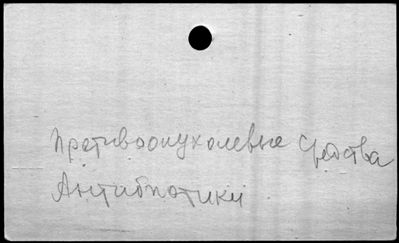 Противоопухолевые средства
Антибиотики